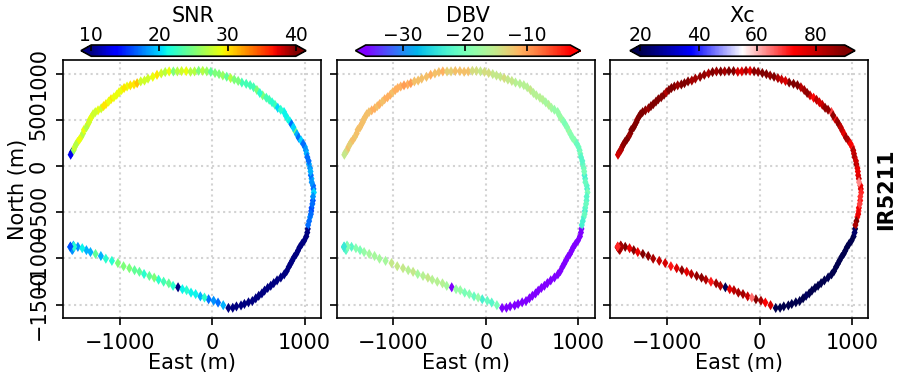 SNR
10 20 30 40
DBV
−30 −20 −10
Xc
20 40 60 80
North (m)
1000
500
0
−500
−1000
−1500
−1000 0 1000
East (m)
−1000 0 1000
East (m)
−1000 0 1000
East (m)
IR5211